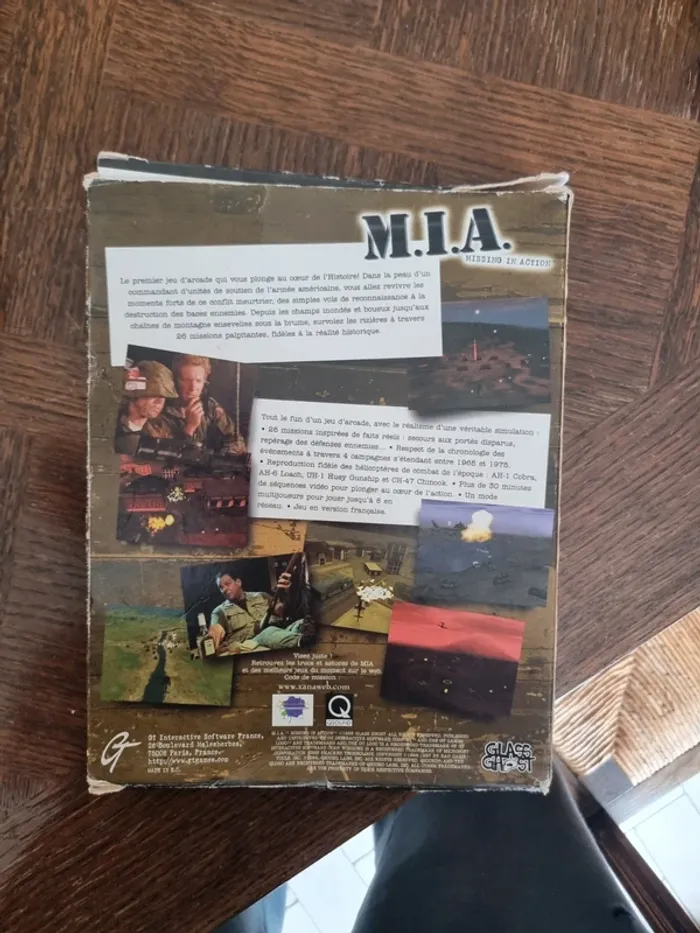 M.I.A.
MISSING IN ACTION
Le premier jeu d'arcade qui vous plonge au cœur de l'Histoire! Dans la peau d'un
commandant d'unités de soutien de l'armée américaine, vous allez revivre les
moments forts de ce conflit meurtrier, des simples vols de reconnaissance à la
destruction des bases ennemies. Depuis les champs inondés et boueux jusqu'aux
chaînes de montagne ensevelies sous la brume, survolez les rizières à travers
26 missions palpitantes, fidèles à la réalité historique.
Tout le fun d'un jeu d'arcade, avec le réalisme d'une véritable simulation :
• 26 missions inspirées de faits réels : secours aux portés disparus,
repérage des défenses ennemies... • Respect de la chronologie des
événements à travers 4 campagnes s'étendant entre 1965 et 1975.
• Reproduction fidèle des hélicoptères de combat de l'époque : AH-1 Cobra,
AH-6 Loach, UH-1 Huey Gunship et CH-47 Chinook. • Plus de 30 minutes
de séquences vidéo pour plonger au cœur de l'action. • Un mode
multijoueurs pour jouer jusqu'à 8 en
réseau. • Jeu en version française.
Visez juste !
Retrouvez les trucs et astuces de MIA
et des meilleurs jeux du moment sur le web
Code de mission :
www.xanaweb.com
Q
QSOUND
GT
GT Interactive Software France,
26 Boulevard Malesherbes,
75008 Paris, France.
http://www.gtgames.com
MADE IN E.C.
GLASS
GHOST